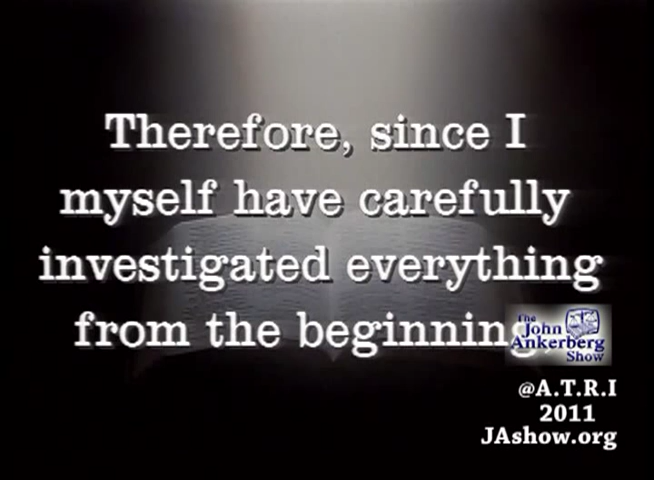 Therefore, since I
myself have carefully
investigated everything
from the beginning,
The
John
Ankerberg
Show
@A.T.R.I
2011
JAshow.org